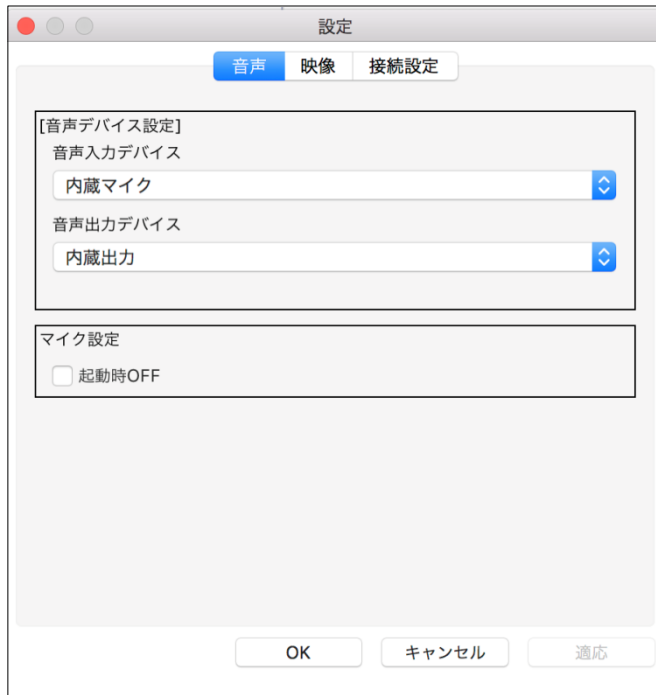 設定
音声 映像 接続設定
[音声デバイス設定]
音声入力デバイス
内蔵マイク
音声出力デバイス
内蔵出力
マイク設定
起動時OFF
OK キャンセル 適応